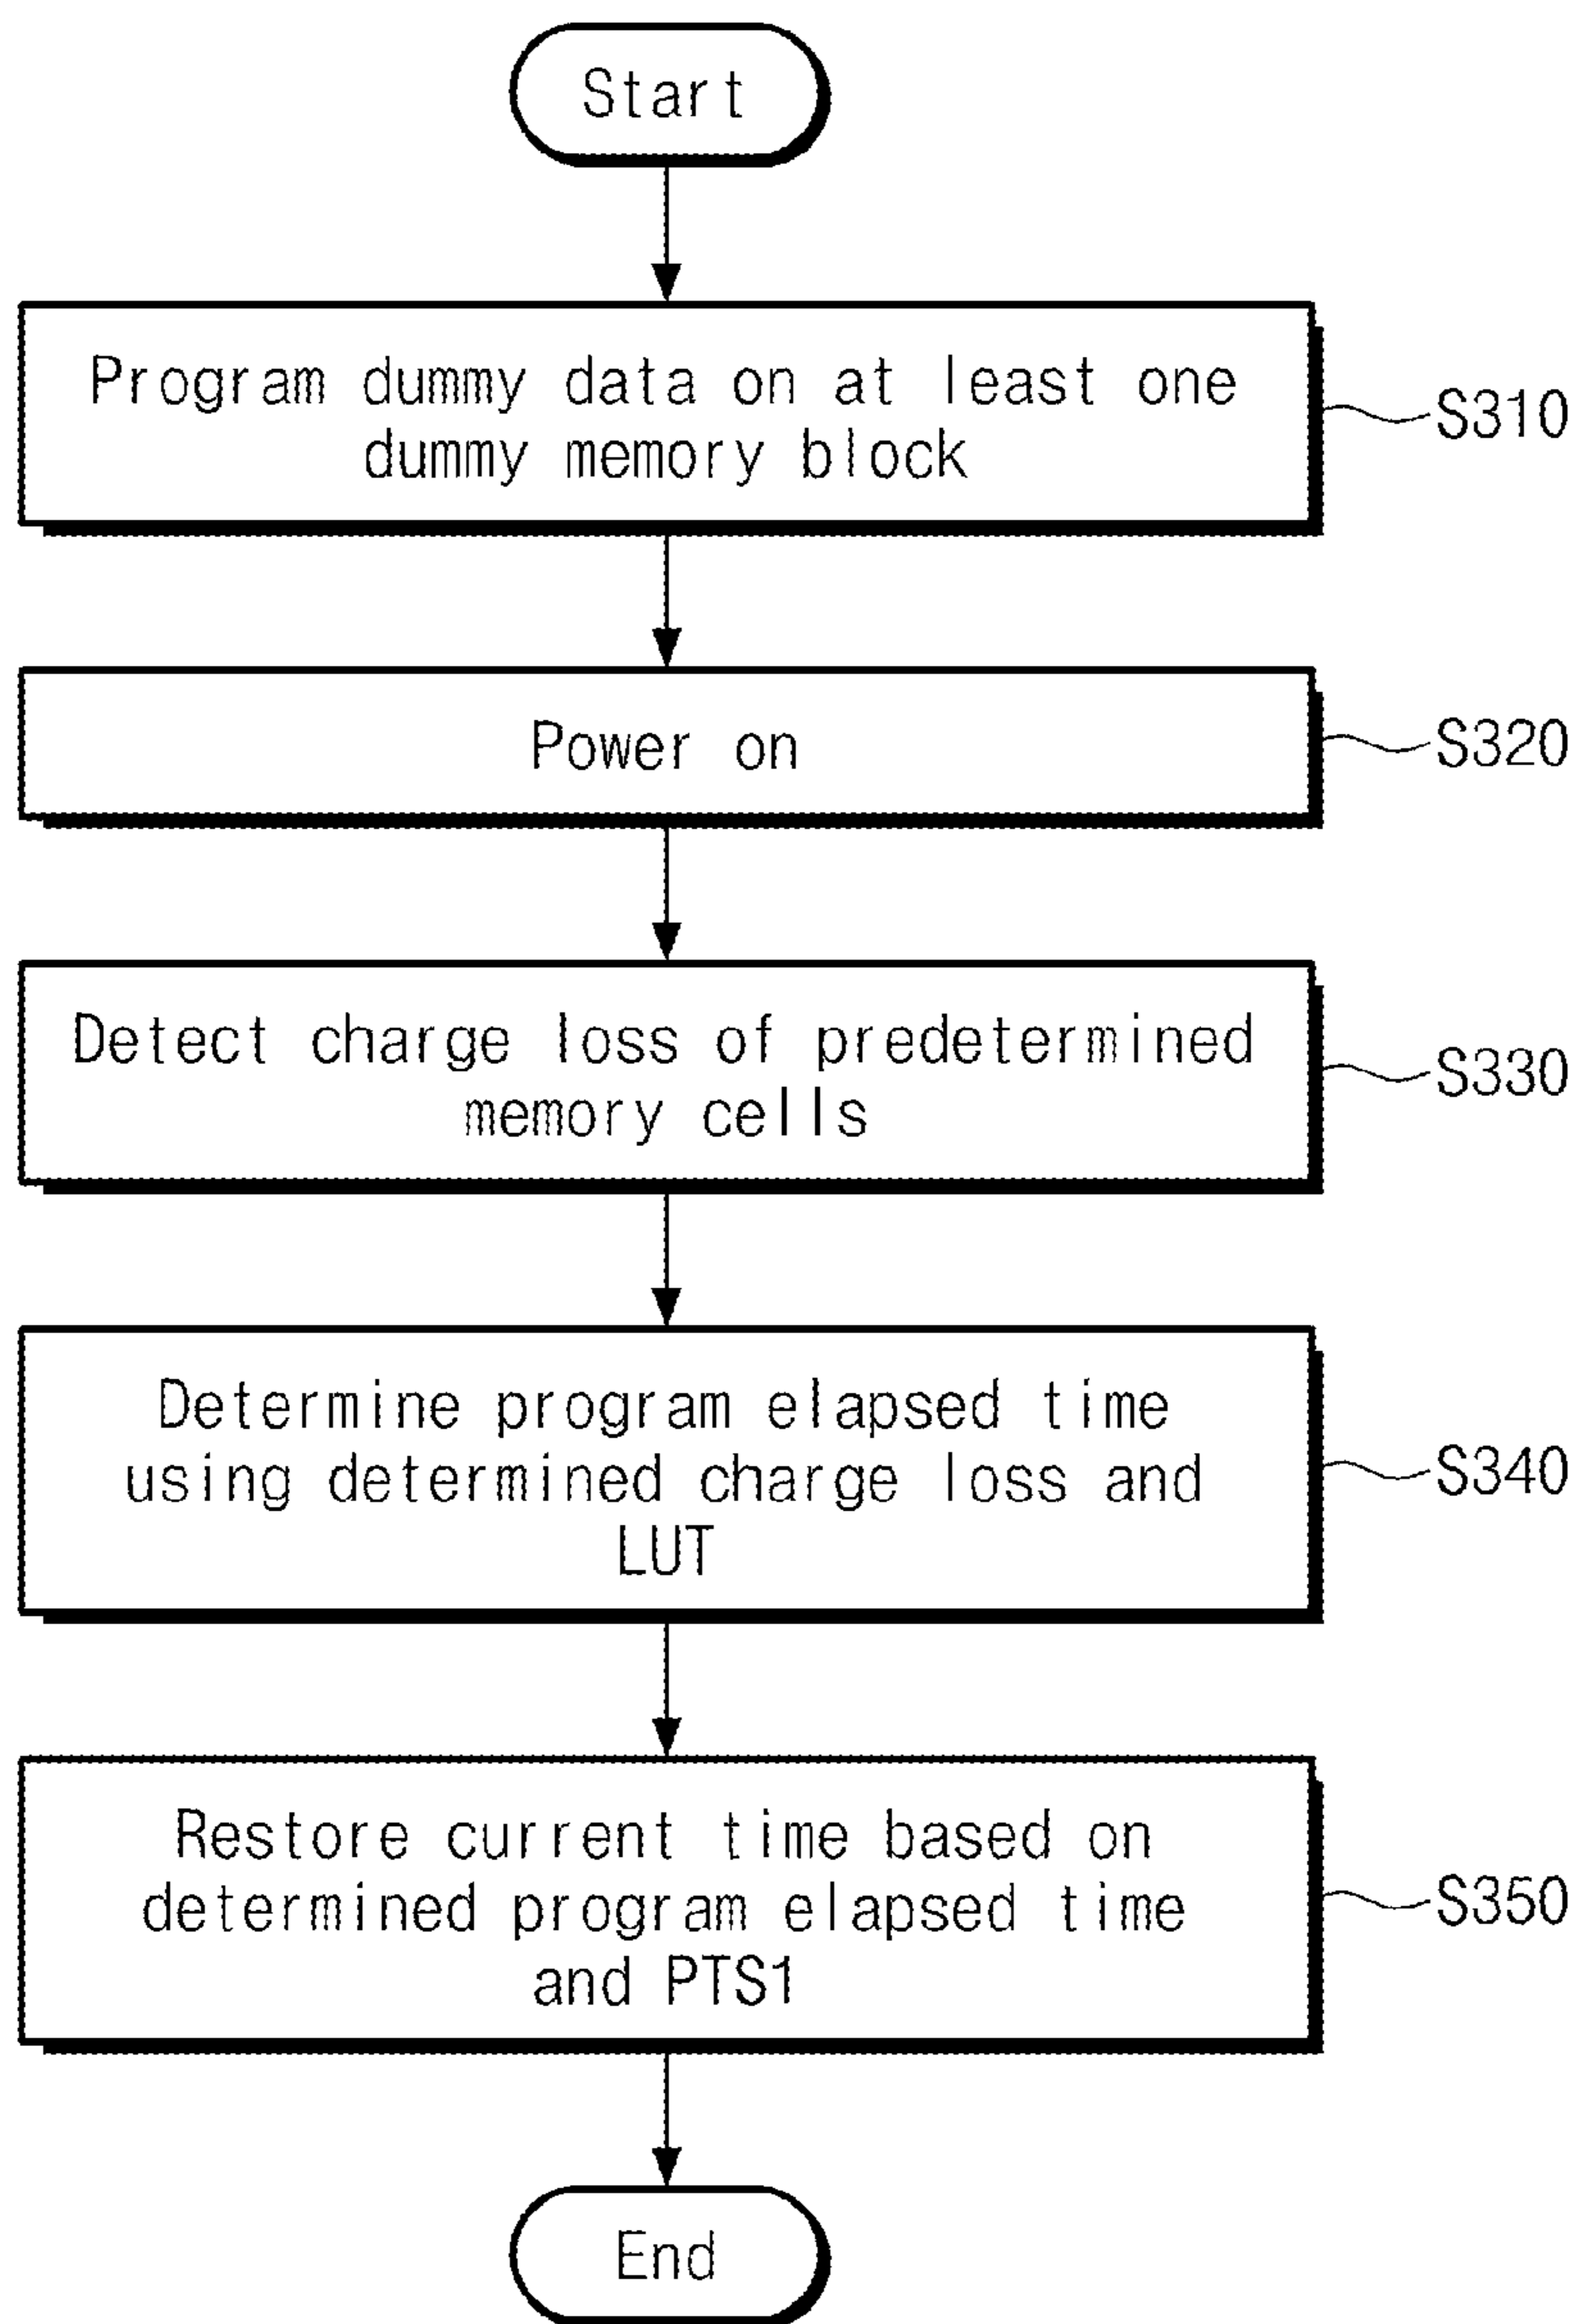 Start
Program dummy data on at least one
dummy memory block
S310
Power on
S320
Detect charge loss of predetermined
memory cells
S330
Determine program elapsed time
using determined charge loss and
LUT
S340
Restore current time based on
determined program elapsed time
and PTS1
S350
End